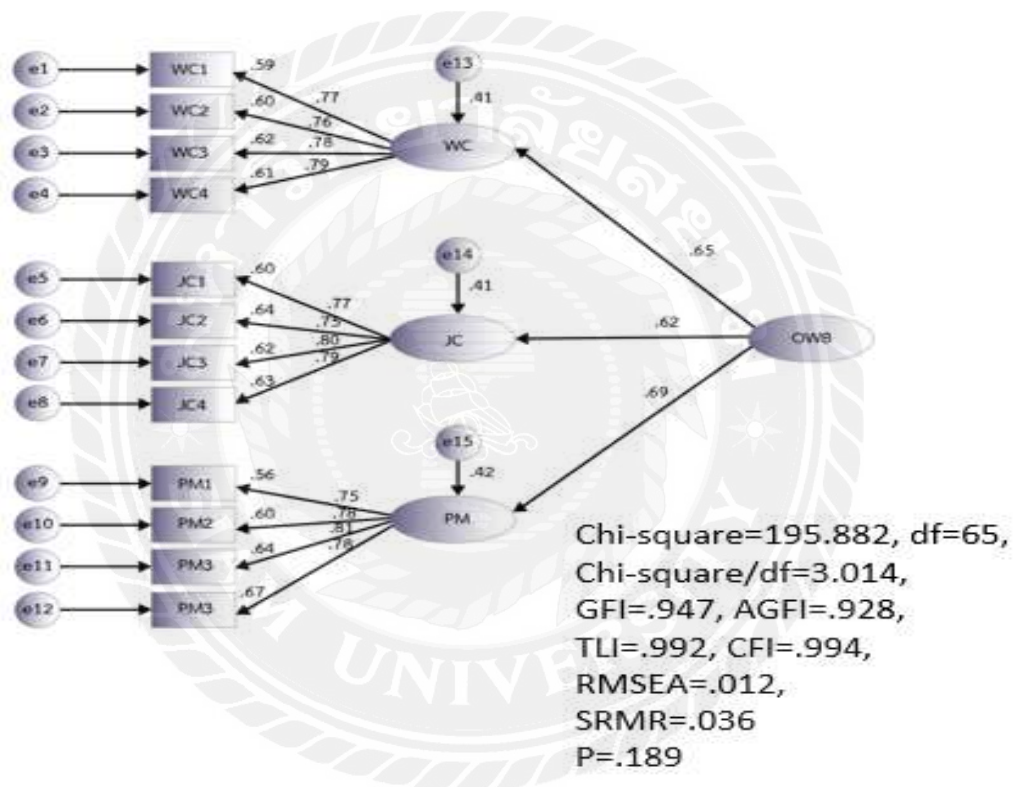 e1 WC1 .59
e13
e2 WC2 .60 .77 .41
e3 WC3 .62 .76 .78 WC
e4 WC4 .61 .79
.65
e14
e5 JC1 .60 .41
e6 JC2 .64 .77 .75 JC .62 OWB
e7 JC3 .62 .80 .79
e8 JC4 .63
.69
e15
e9 PM1 .56 .42
e10 PM2 .60 .75 .78 PM
e11 PM3 .64 .81 .78
e12 PM3 .67
Chi-square=195.882, df=65,
Chi-square/df=3.014,
GFI=.947, AGFI=.928,
TLI=.992, CFI=.994,
RMSEA=.012,
SRMR=.036
P=.189